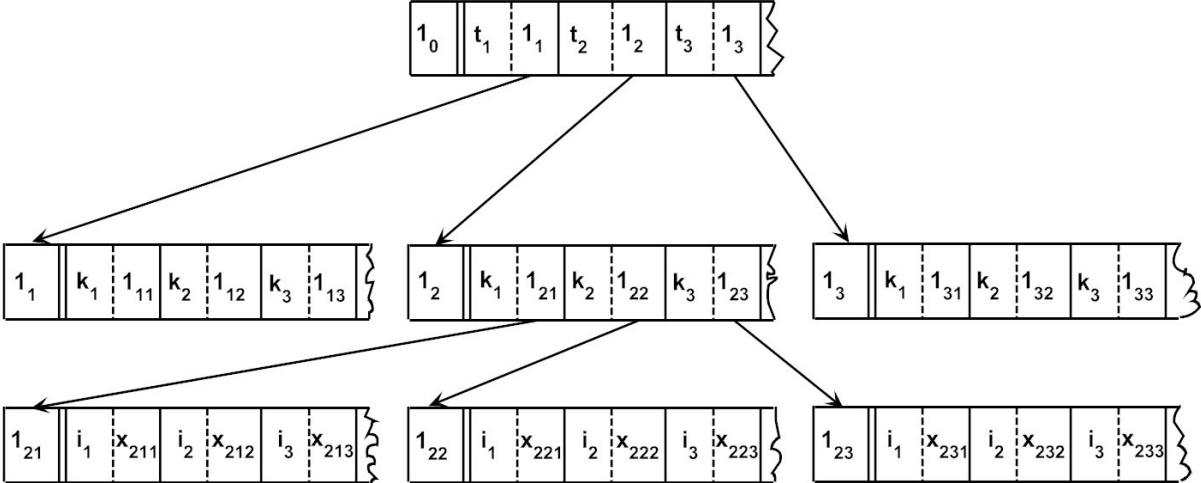 1₀ t₁ 1₁ t₂ 1₂ t₃ 1₃
1₁ k₁ 1₁₁ k₂ 1₁₂ k₃ 1₁₃
1₂ k₁ 1₂₁ k₂ 1₂₂ k₃ 1₂₃
1₃ k₁ 1₃₁ k₂ 1₃₂ k₃ 1₃₃
1₂₁ i₁ x₂₁₁ i₂ x₂₁₂ i₃ x₂₁₃
1₂₂ i₁ x₂₂₁ i₂ x₂₂₂ i₃ x₂₂₃
1₂₃ i₁ x₂₃₁ i₂ x₂₃₂ i₃ x₂₃₃